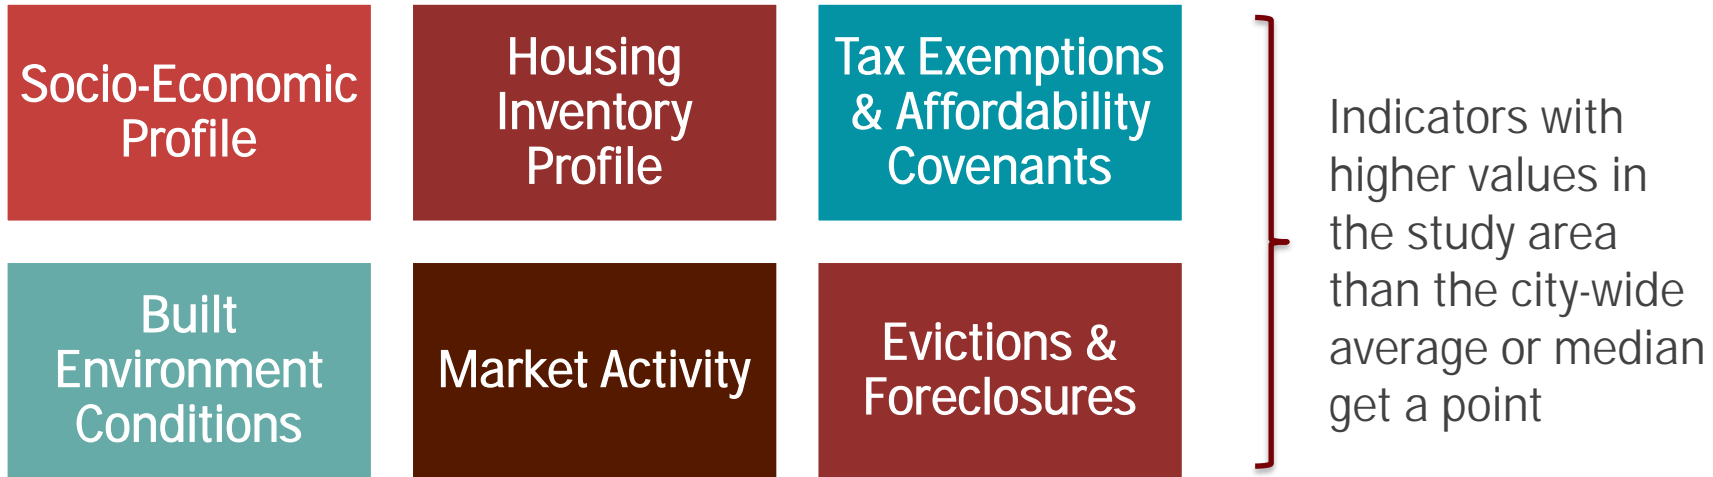 Socio-Economic
Profile
Housing
Inventory
Profile
Tax Exemptions
& Affordability
Covenants
Built
Environment
Conditions
Market Activity
Evictions &
Foreclosures
Indicators with
higher values in
the study area
than the city-wide
average or median
get a point